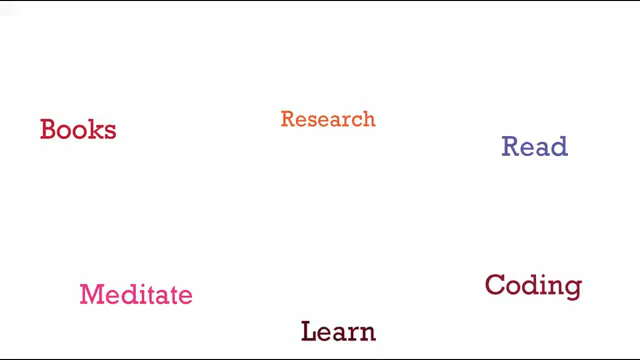 Books
Research
Read
Meditate
Learn
Coding